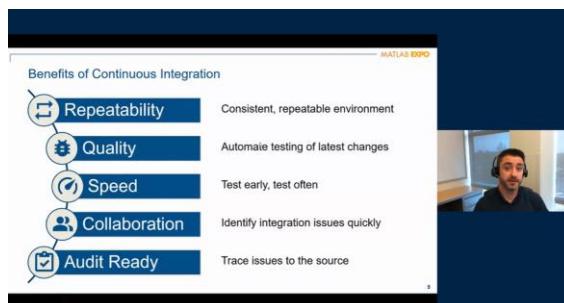 MATLAB EXPO
Benefits of Continuous Integration
Repeatability Consistent, repeatable environment
Quality Automate testing of latest changes
Speed Test early, test often
Collaboration Identify integration issues quickly
Audit Ready Trace issues to the source